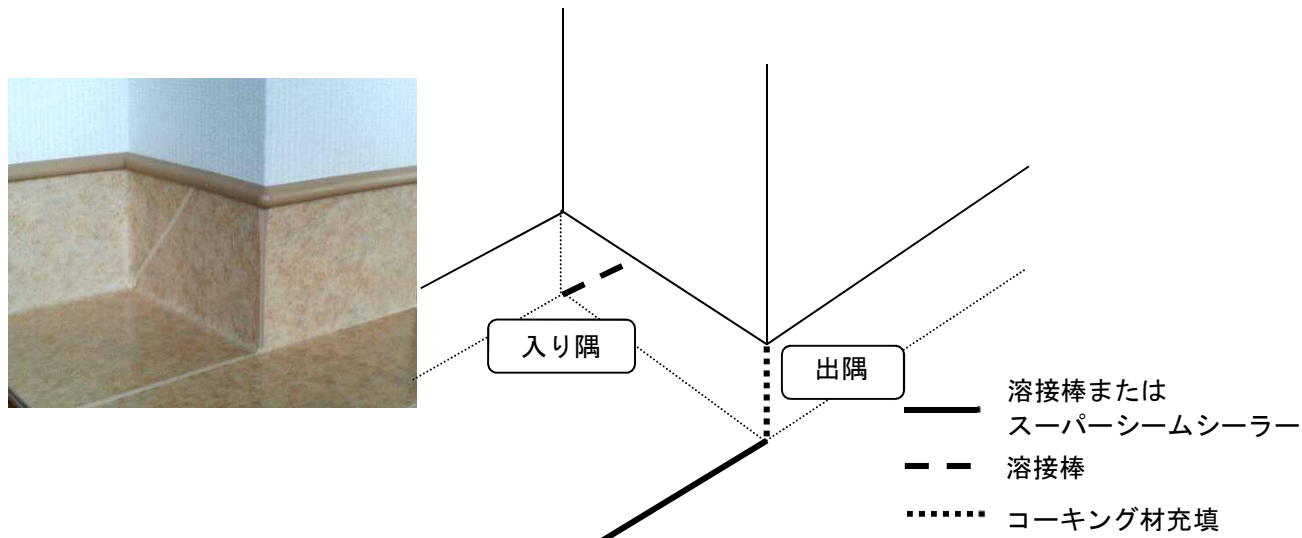 入り隅
出隅
溶接棒または
スーパーシームシーラー
溶接棒
コーキング材充填